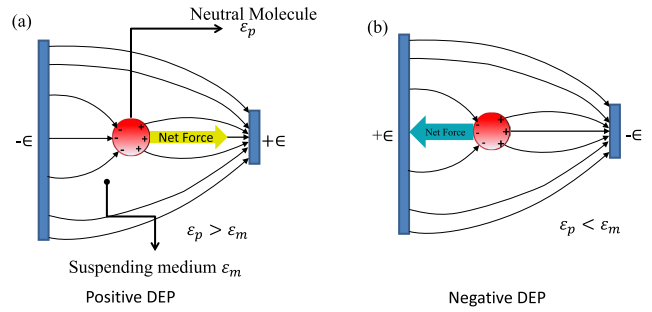 (a)
Neutral Molecule
εₚ
- + - + - +
Net Force
-∈
+∈
εₚ > εₘ
Suspending medium εₘ
Positive DEP
(b)
- + - + - +
Net Force
+∈
-∈
εₚ < εₘ
Negative DEP